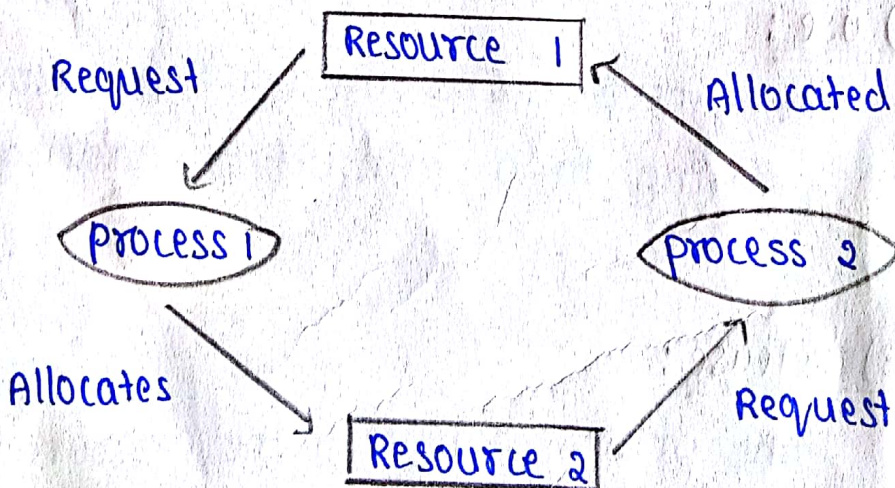 Resource 1
Request
Allocated
process 1
process 2
Allocates
Request
Resource 2